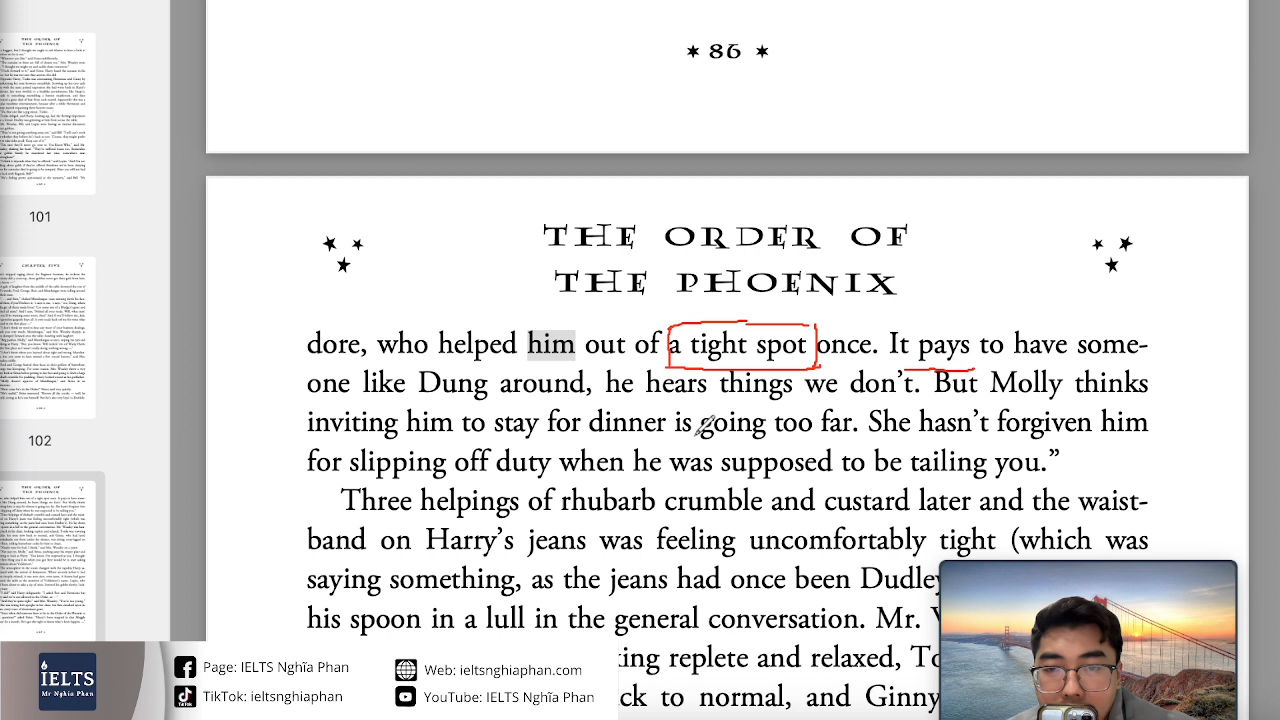 ★ 86 ★
THE ORDER OF
THE PHOENIX
dore, who helped him out of a tight spot once. It pays to have some-
one like Dung around, he hears things we don’t. But Molly thinks
inviting him to stay for dinner is going too far. She hasn’t forgiven him
for slipping off duty when he was supposed to be tailing you.”
Three helpings of rhubarb crumble and custard later and the waist-
band on Harry’s jeans was feeling uncomfortably tight (which was
saying something, as the jeans had once been Dudley
his spoon in a lull in the general conversation. Mr.
king replete and relaxed, To
ck to normal, and Ginny
101
102
IELTS
Mr Nghia Phan
Page: IELTS Nghĩa Phan
TikTok: ieltsnghiaphan
Web: ieltsnghiaphan.com
YouTube: IELTS Nghĩa Phan